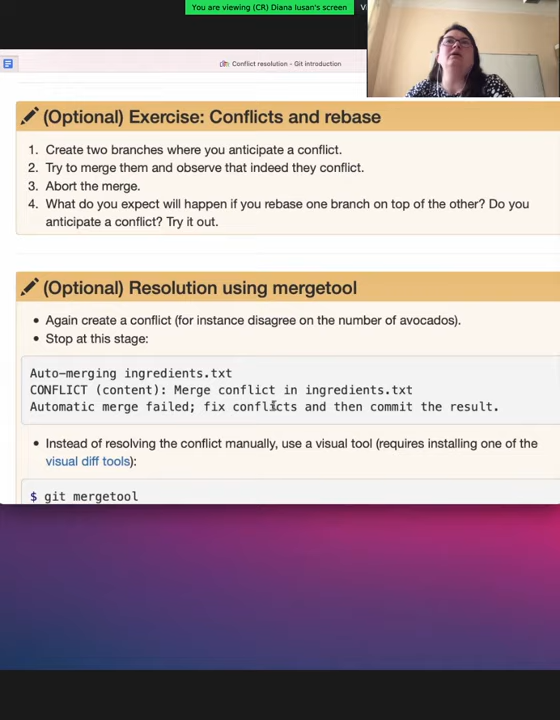 You are viewing (CR) Diana Iusan's screen
Conflict resolution - Git introduction
(Optional) Exercise: Conflicts and rebase
1. Create two branches where you anticipate a conflict.
2. Try to merge them and observe that indeed they conflict.
3. Abort the merge.
4. What do you expect will happen if you rebase one branch on top of the other? Do you
anticipate a conflict? Try it out.
(Optional) Resolution using mergetool
• Again create a conflict (for instance disagree on the number of avocados).
• Stop at this stage:
Auto-merging ingredients.txt
CONFLICT (content): Merge conflict in ingredients.txt
Automatic merge failed; fix conflicts and then commit the result.
• Instead of resolving the conflict manually, use a visual tool (requires installing one of the
visual diff tools):
$ git mergetool